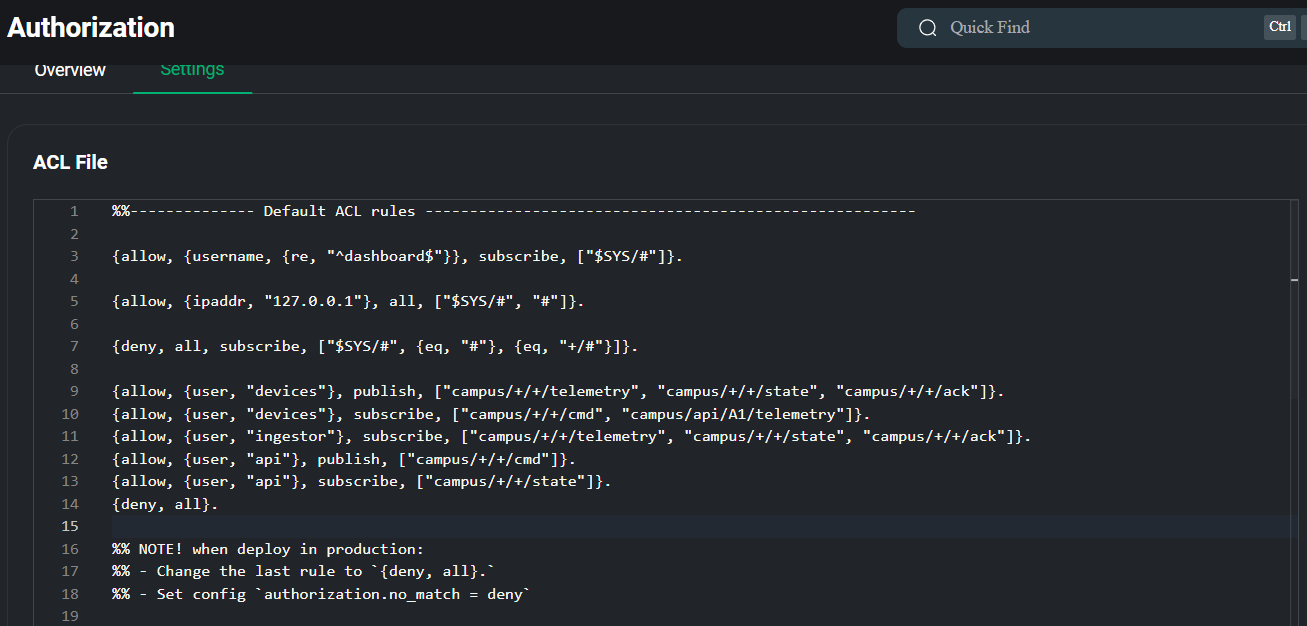 Authorization
Quick Find
Ctrl
Overview
Settings
ACL File
1 %%-------------- Default ACL rules -------------------------------------------------------
2
3 {allow, {username, {re, "^dashboard$"}}, subscribe, ["$SYS/#"]}.
4
5 {allow, {ipaddr, "127.0.0.1"}, all, ["$SYS/#", "#"]}.
6
7 {deny, all, subscribe, ["$SYS/#", {eq, "#"}, {eq, "+/#"}]}.
8
9 {allow, {user, "devices"}, publish, ["campus/+/+/telemetry", "campus/+/+/state", "campus/+/+/ack"]}.
10 {allow, {user, "devices"}, subscribe, ["campus/+/+/cmd", "campus/api/A1/telemetry"]}.
11 {allow, {user, "ingestor"}, subscribe, ["campus/+/+/telemetry", "campus/+/+/state", "campus/+/+/ack"]}.
12 {allow, {user, "api"}, publish, ["campus/+/+/cmd"]}.
13 {allow, {user, "api"}, subscribe, ["campus/+/+/state"]}.
14 {deny, all}.
15
16 %% NOTE! when deploy in production:
17 %% - Change the last rule to `{deny, all}.`
18 %% - Set config `authorization.no_match = deny`
19